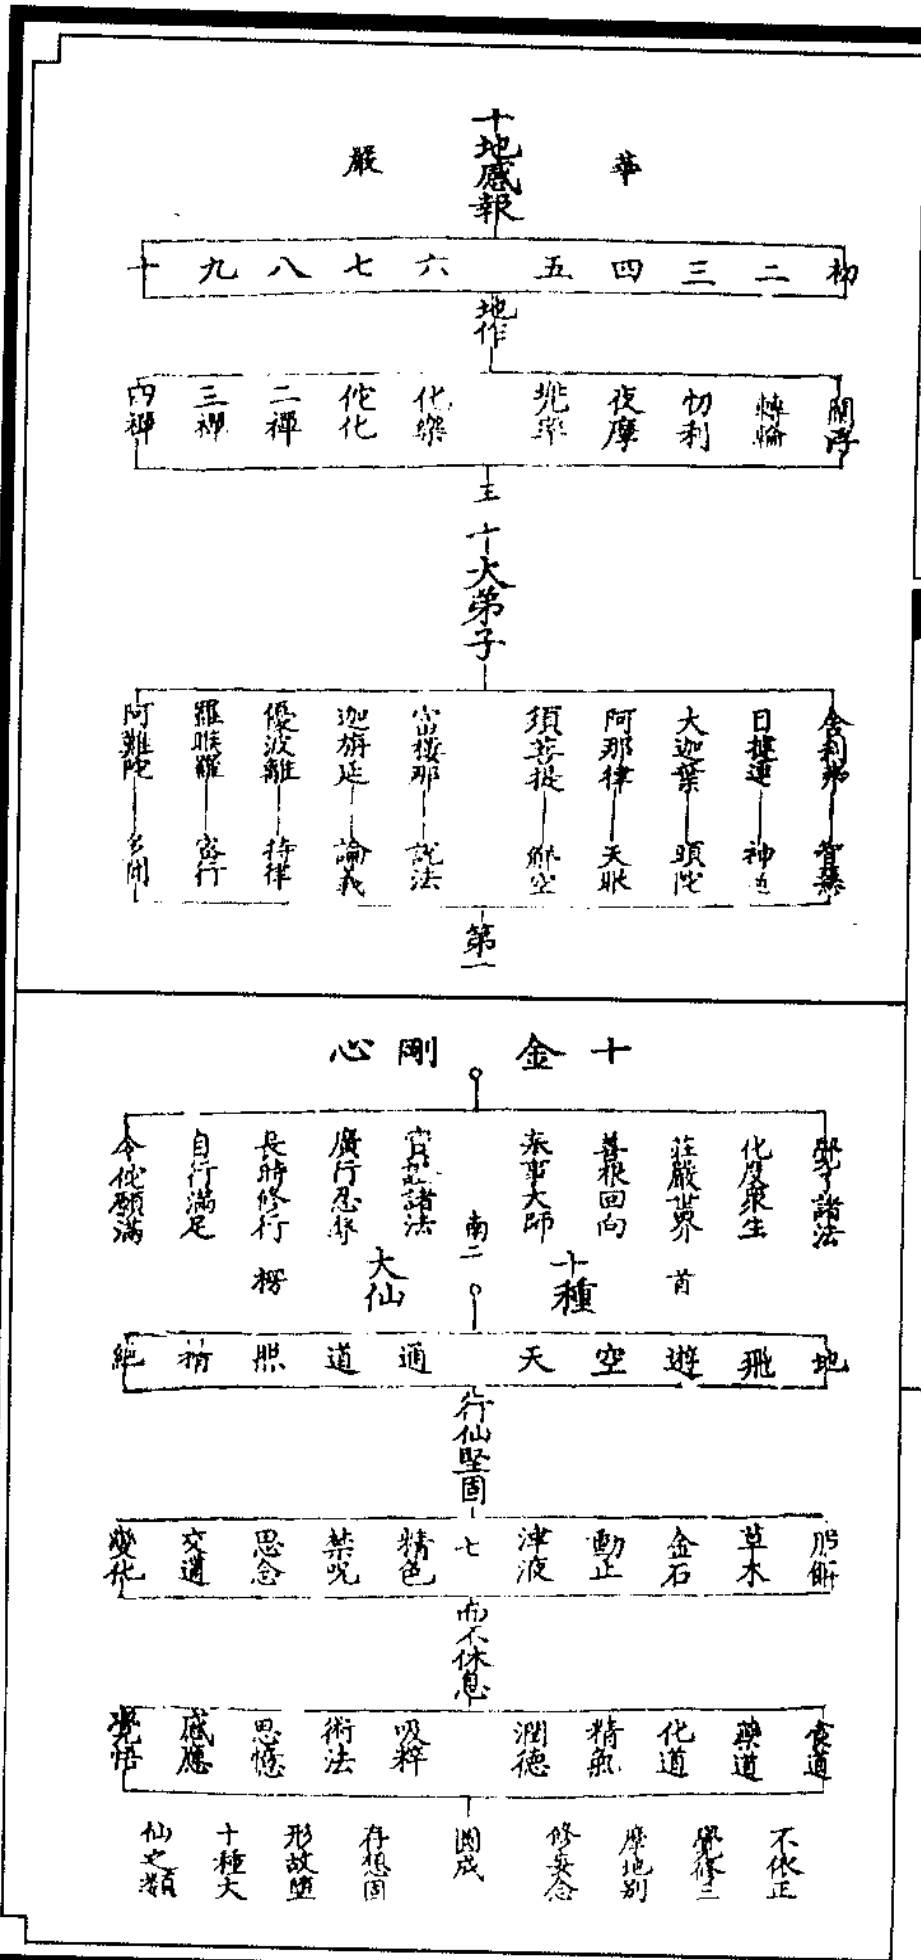 華嚴
十地感報
初 二 三 四 五 六 七 八 九 十
地作
閻浮 轉輪 忉利 夜摩 兠率 化樂 佗化 二禪 三禪 四禪
王
十大弟子
舍利弗 智慧
目揵連 神通
大迦葉 頭陀
阿那律 天眼
須菩提 解空
富樓那 說法
迦旃延 論義
優波離 持律
羅睺羅 密行
阿難陀 多聞
第一
十金剛心
覺了諸法
化度眾生
莊嚴世界
善根回向
奉事大師
實證諸法
廣行忍辱
長時修行
自行滿足
令他願滿
南二
首楞
十種大仙
地 飛 遊 空 天 通 道 照 精 絕
行仙堅固
服餌 草木 金石 動止 津液 七 精色 禁呪 思念 交遘 變化
而不休息
食道 藥道 化道 精氣 潤德 吸粹 術法 思憶 感應 覺悟
圓成
不依正
覺修三
摩地別
修妄念
存想固
形故墮
十種大
仙之類